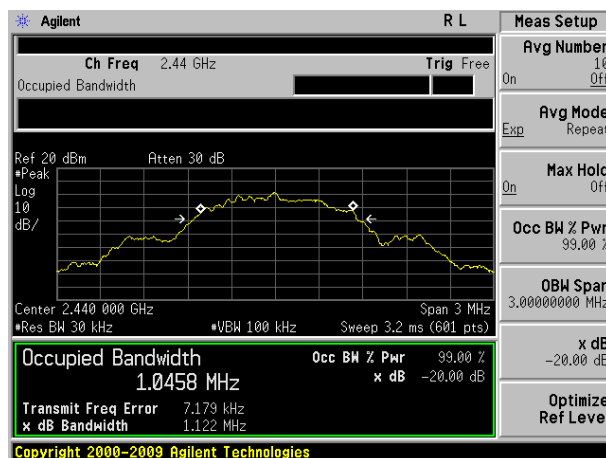 Agilent R L
Ch Freq 2.44 GHz Trig Free
Occupied Bandwidth
Ref 20 dBm Atten 30 dB
#Peak
Log
10
dB/
Center 2.440 000 GHz Span 3 MHz
#Res BW 30 kHz #VBW 100 kHz Sweep 3.2 ms (601 pts)
Occupied Bandwidth Occ BW % Pwr 99.00 %
1.0458 MHz x dB -20.00 dB
Transmit Freq Error 7.179 kHz
x dB Bandwidth 1.122 MHz
Copyright 2000-2009 Agilent Technologies
Meas Setup
Avg Number
10
On Off
Avg Mode
Exp Repeat
Max Hold
On Off
Occ BW % Pwr
99.00 %
OBW Span
3.00000000 MHz
x dB
-20.00 dB
Optimize
Ref Level